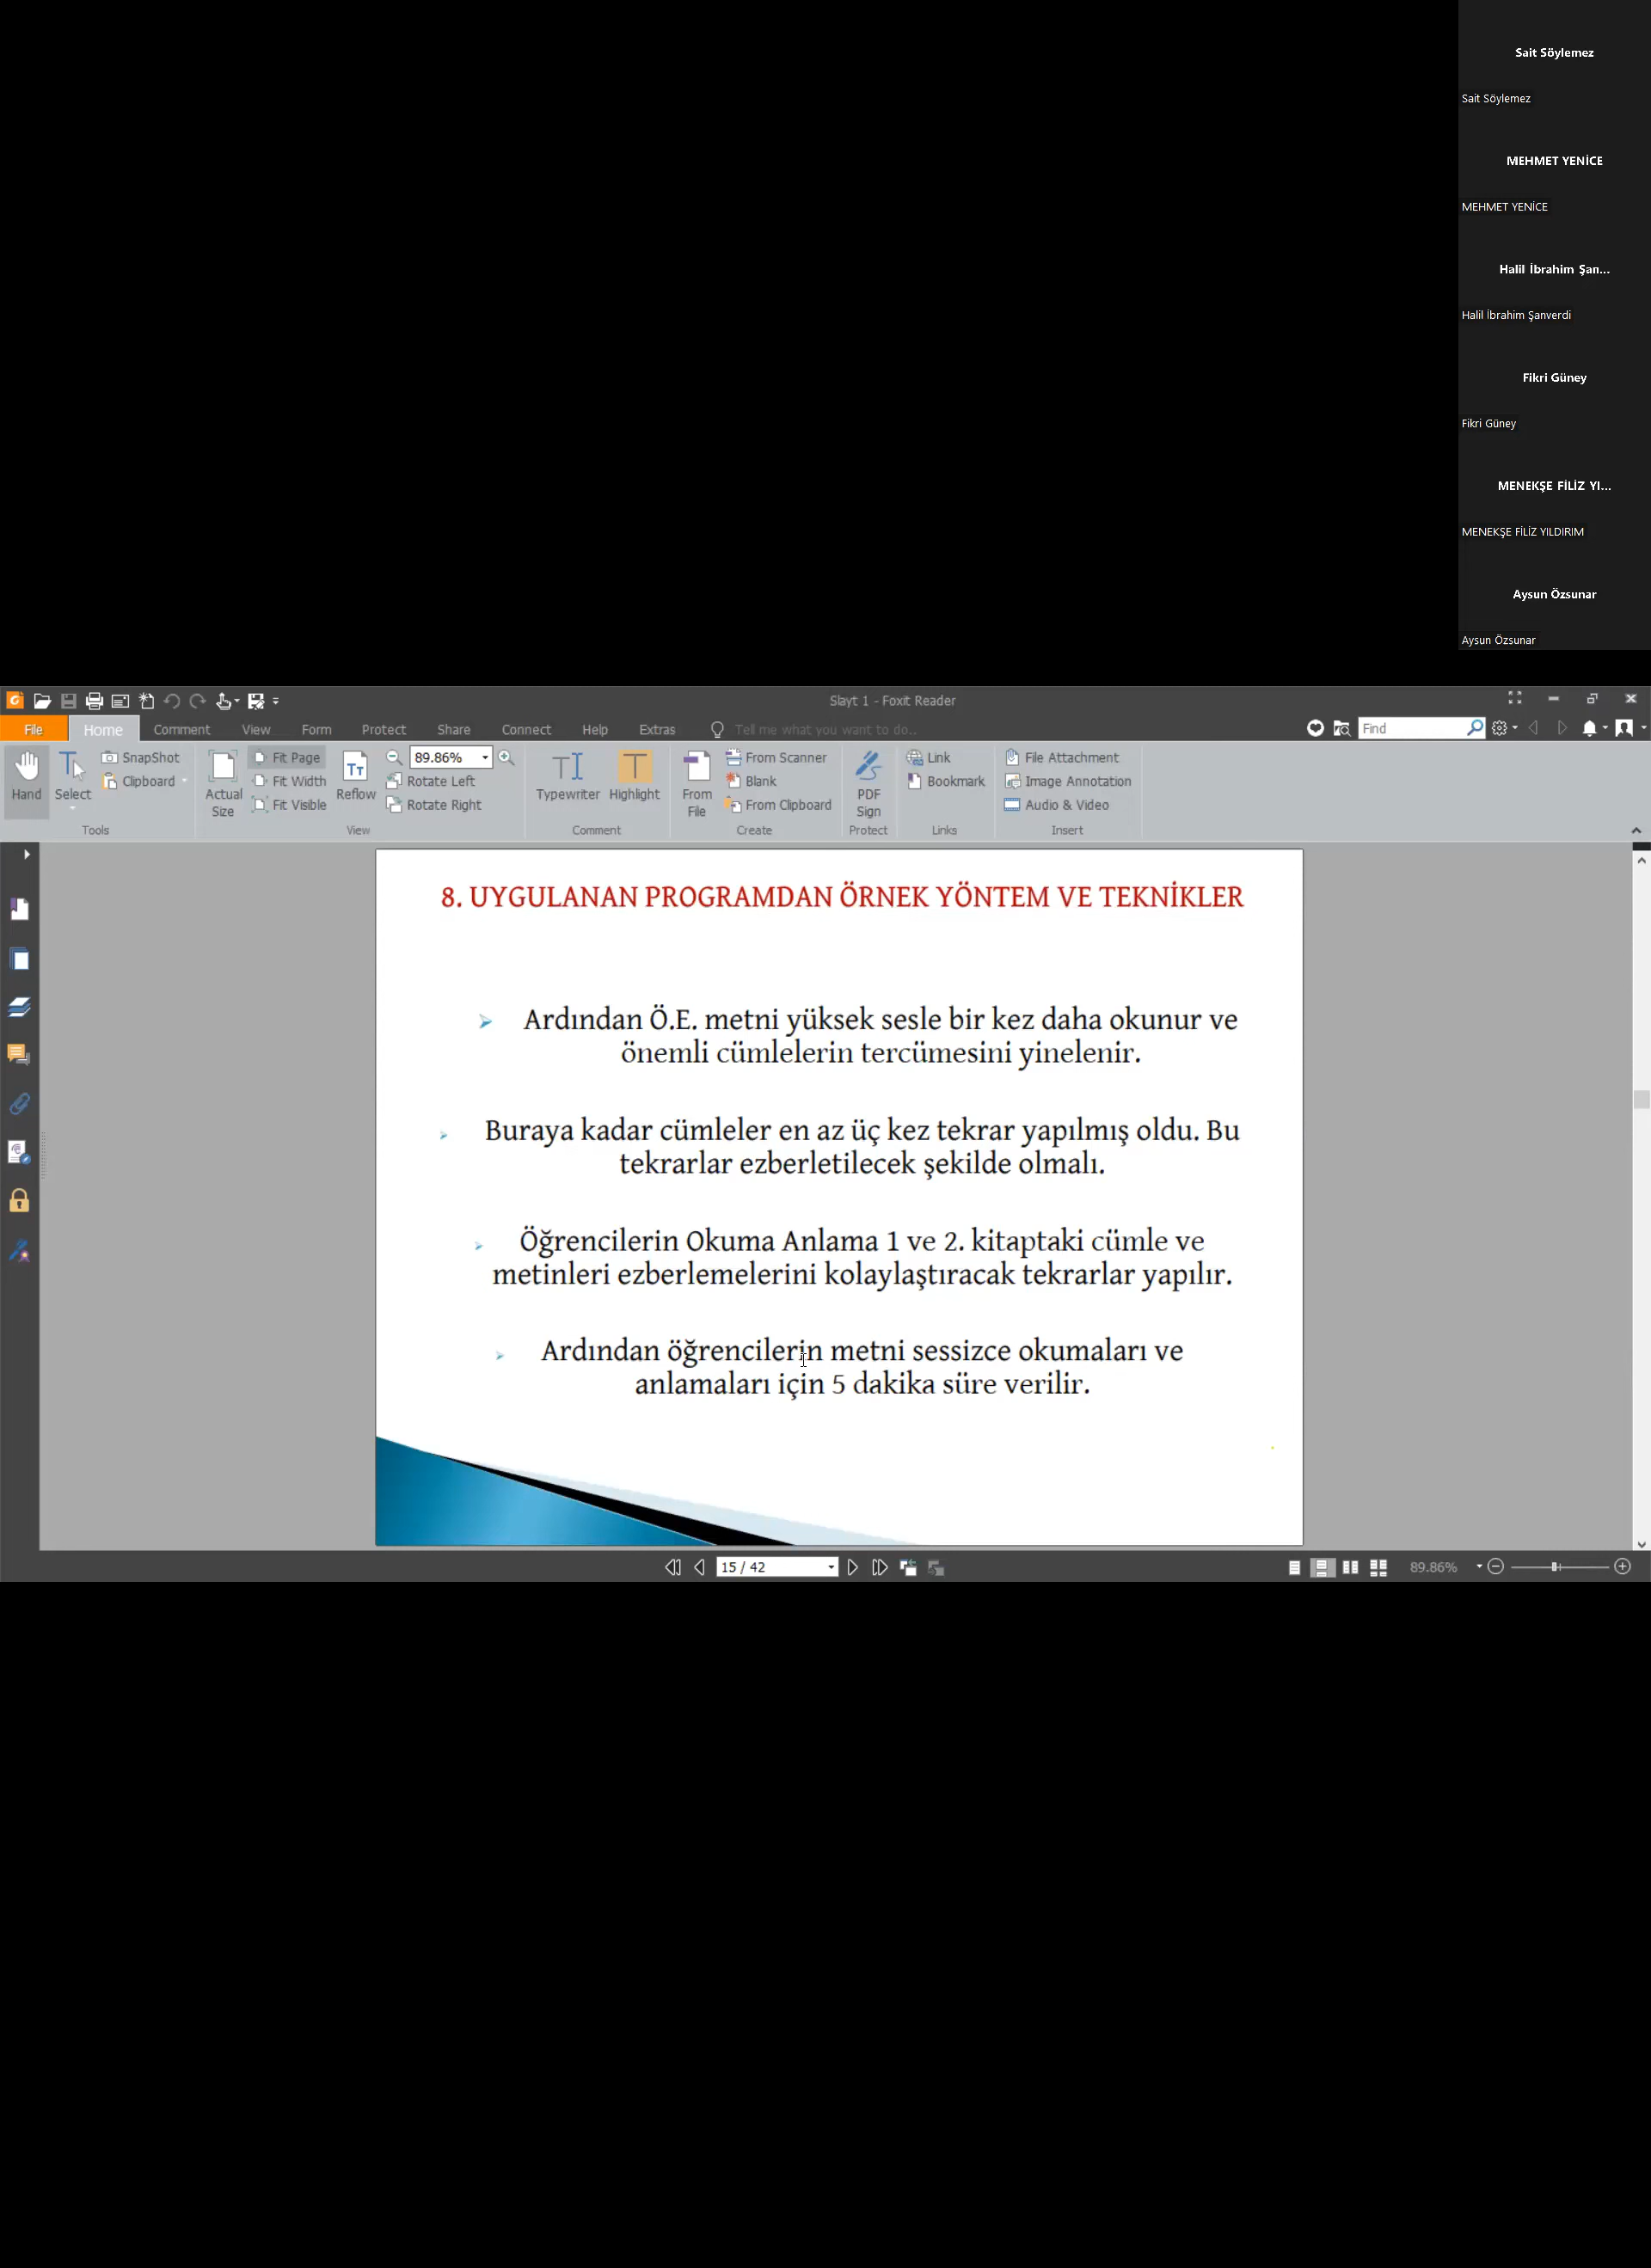 Sait Söylemez
Sait Söylemez
MEHMET YENİCE
MEHMET YENİCE
Halil İbrahim Şan...
Halil İbrahim Şanverdi
Fikri Güney
Fikri Güney
MENEKŞE FİLİZ YI...
MENEKŞE FİLİZ YILDIRIM
Aysun Özsunar
Aysun Özsunar
Slayt 1 - Foxit Reader
File Home Comment View Form Protect Share Connect Help Extras Tell me what you want to do.. Find
Hand
Select
SnapShot
Clipboard
Tools
Actual Size
Fit Page
Fit Width
Fit Visible
Reflow
89.86%
Rotate Left
Rotate Right
View
Typewriter
Highlight
Comment
From File
From Scanner
Blank
From Clipboard
Create
PDF Sign
Protect
Link
Bookmark
Links
File Attachment
Image Annotation
Audio & Video
Insert
8. UYGULANAN PROGRAMDAN ÖRNEK YÖNTEM VE TEKNİKLER
Ardından Ö.E. metni yüksek sesle bir kez daha okunur ve
önemli cümlelerin tercümesini yinelenir.
Buraya kadar cümleler en az üç kez tekrar yapılmış oldu. Bu
tekrarlar ezberletilecek şekilde olmalı.
Öğrencilerin Okuma Anlama 1 ve 2. kitaptaki cümle ve
metinleri ezberlemelerini kolaylaştıracak tekrarlar yapılır.
Ardından öğrencilerin metni sessizce okumaları ve
anlamaları için 5 dakika süre verilir.
15 / 42
89.86%